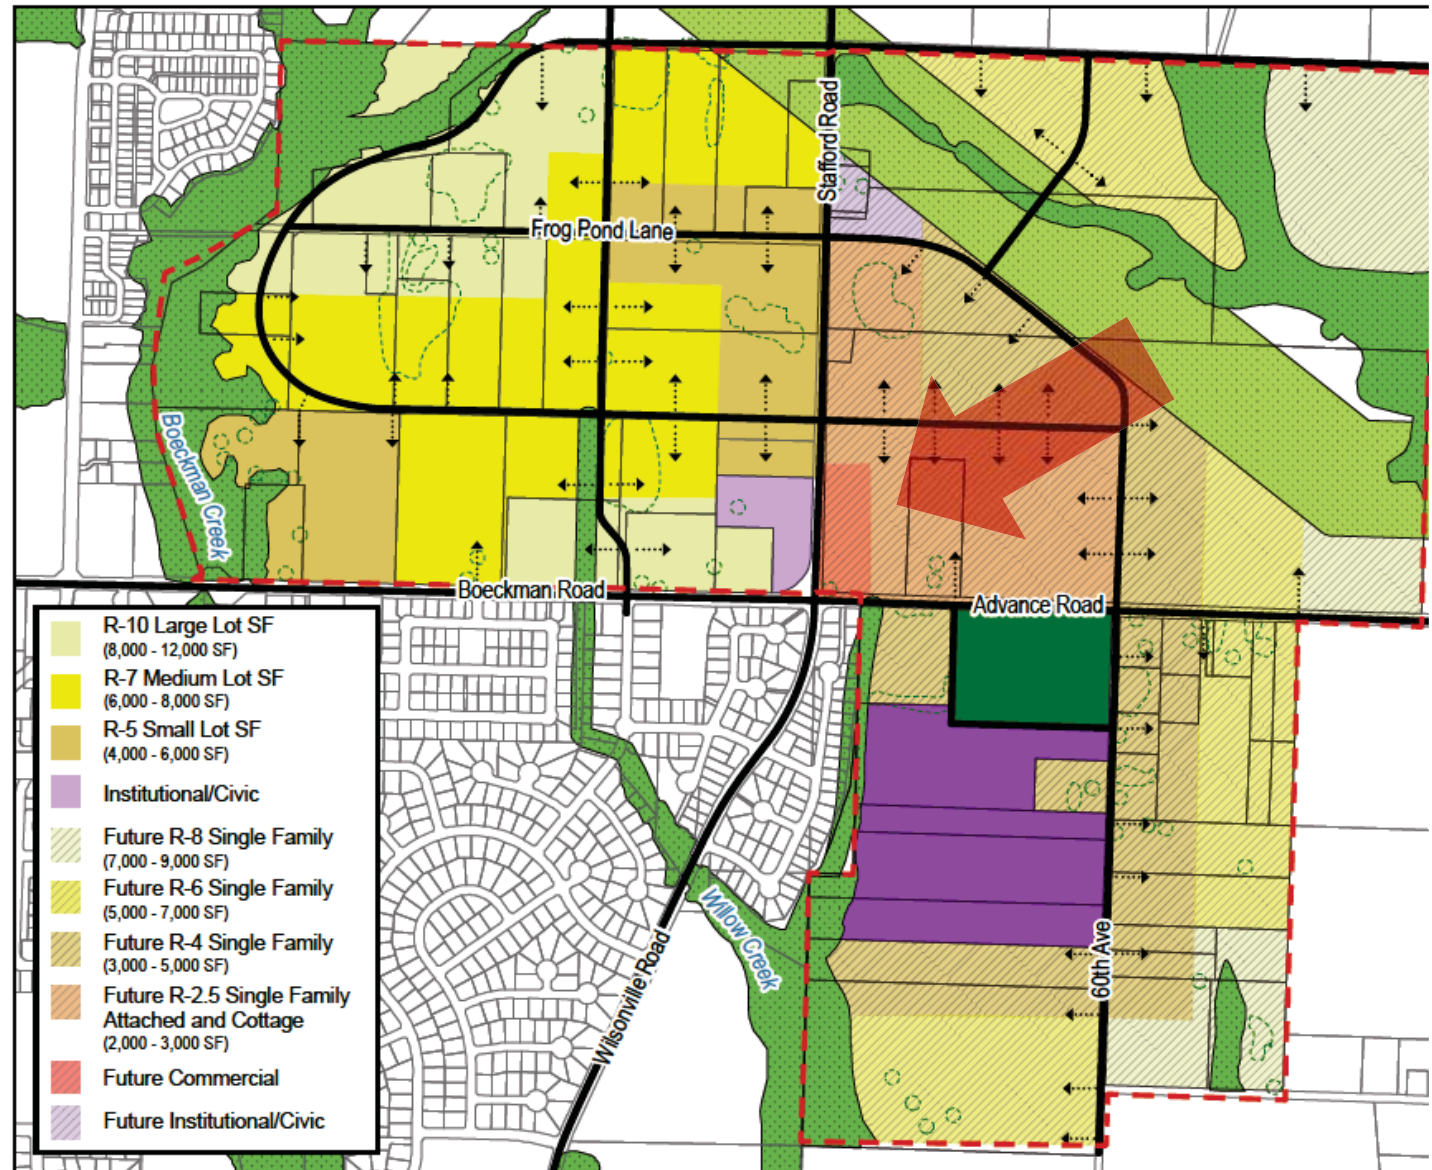 Stafford Road
Frog Pond Lane
Boeckman Creek
Boeckman Road
Advance Road
Willow Creek
Wilsonville Road
60th Ave
R-10 Large Lot SF
(8,000 - 12,000 SF)
R-7 Medium Lot SF
(6,000 - 8,000 SF)
R-5 Small Lot SF
(4,000 - 6,000 SF)
Institutional/Civic
Future R-8 Single Family
(7,000 - 9,000 SF)
Future R-6 Single Family
(5,000 - 7,000 SF)
Future R-4 Single Family
(3,000 - 5,000 SF)
Future R-2.5 Single Family
Attached and Cottage
(2,000 - 3,000 SF)
Future Commercial
Future Institutional/Civic